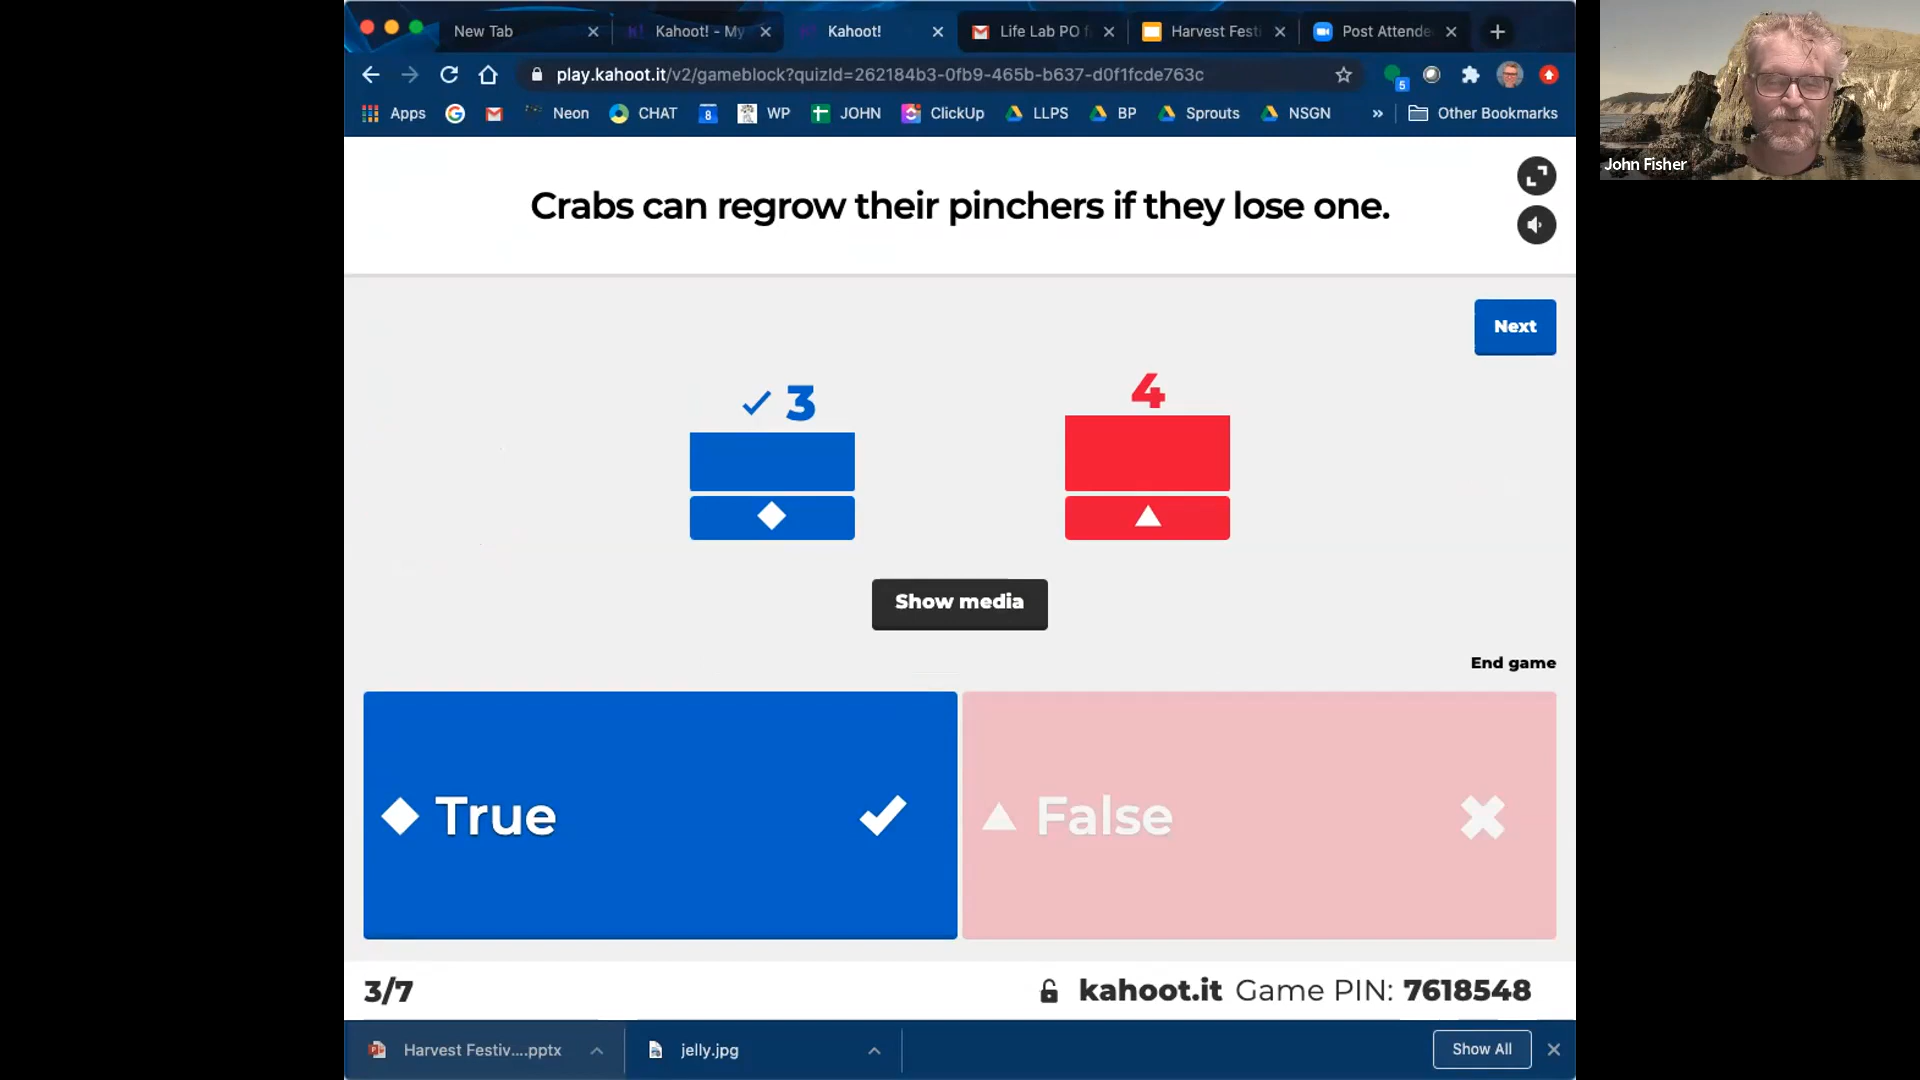 New Tab
Kahoot! - My
Kahoot!
Life Lab PO f
Harvest Festi
Post Attende
play.kahoot.it/v2/gameblock?quizId=262184b3-0fb9-465b-b637-d0f1fcde763c
5
Apps
Neon
CHAT
8
WP
JOHN
ClickUp
LLPS
BP
Sprouts
NSGN
»
Other Bookmarks
John Fisher
Crabs can regrow their pinchers if they lose one.
Next
3
4
Show media
End game
True
False
3/7
kahoot.it Game PIN: 7618548
Harvest Festiv....pptx
jelly.jpg
Show All